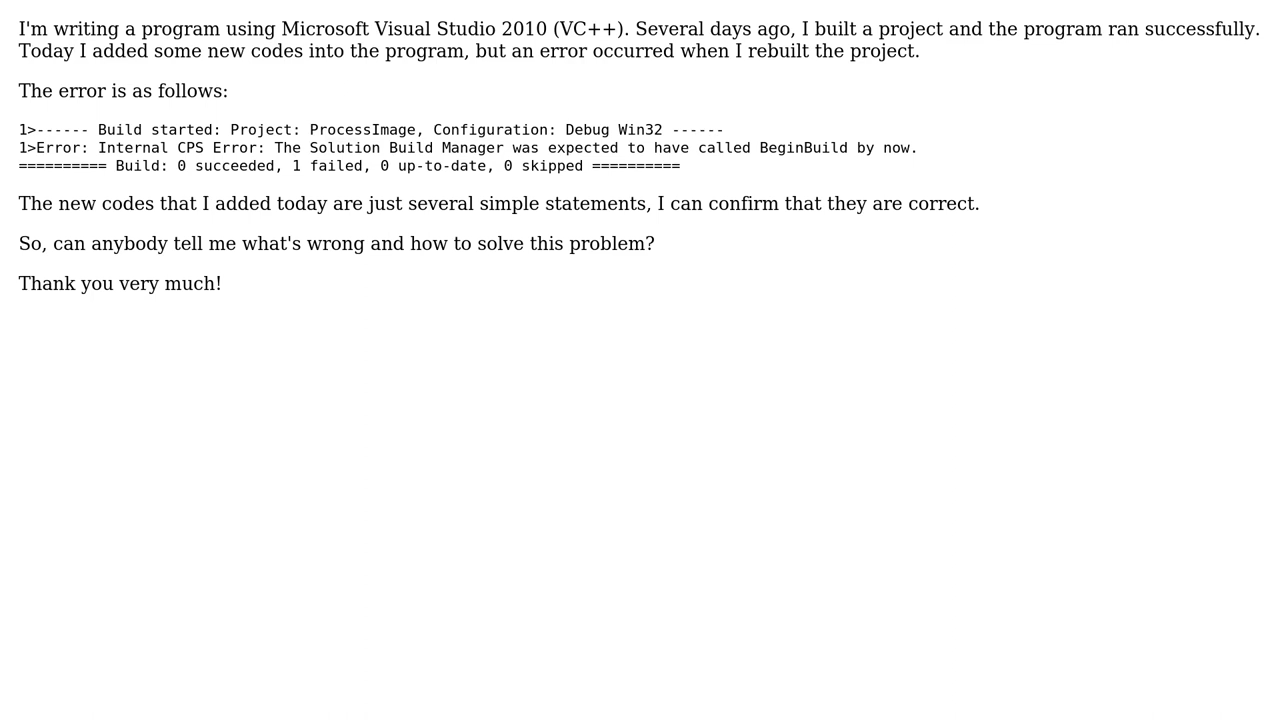 I'm writing a program using Microsoft Visual Studio 2010 (VC++). Several days ago, I built a project and the program ran successfully.
Today I added some new codes into the program, but an error occurred when I rebuilt the project.
The error is as follows:
1>------ Build started: Project: ProcessImage, Configuration: Debug Win32 ------
1>Error: Internal CPS Error: The Solution Build Manager was expected to have called BeginBuild by now.
========== Build: 0 succeeded, 1 failed, 0 up-to-date, 0 skipped ==========
The new codes that I added today are just several simple statements, I can confirm that they are correct.
So, can anybody tell me what's wrong and how to solve this problem?
Thank you very much!